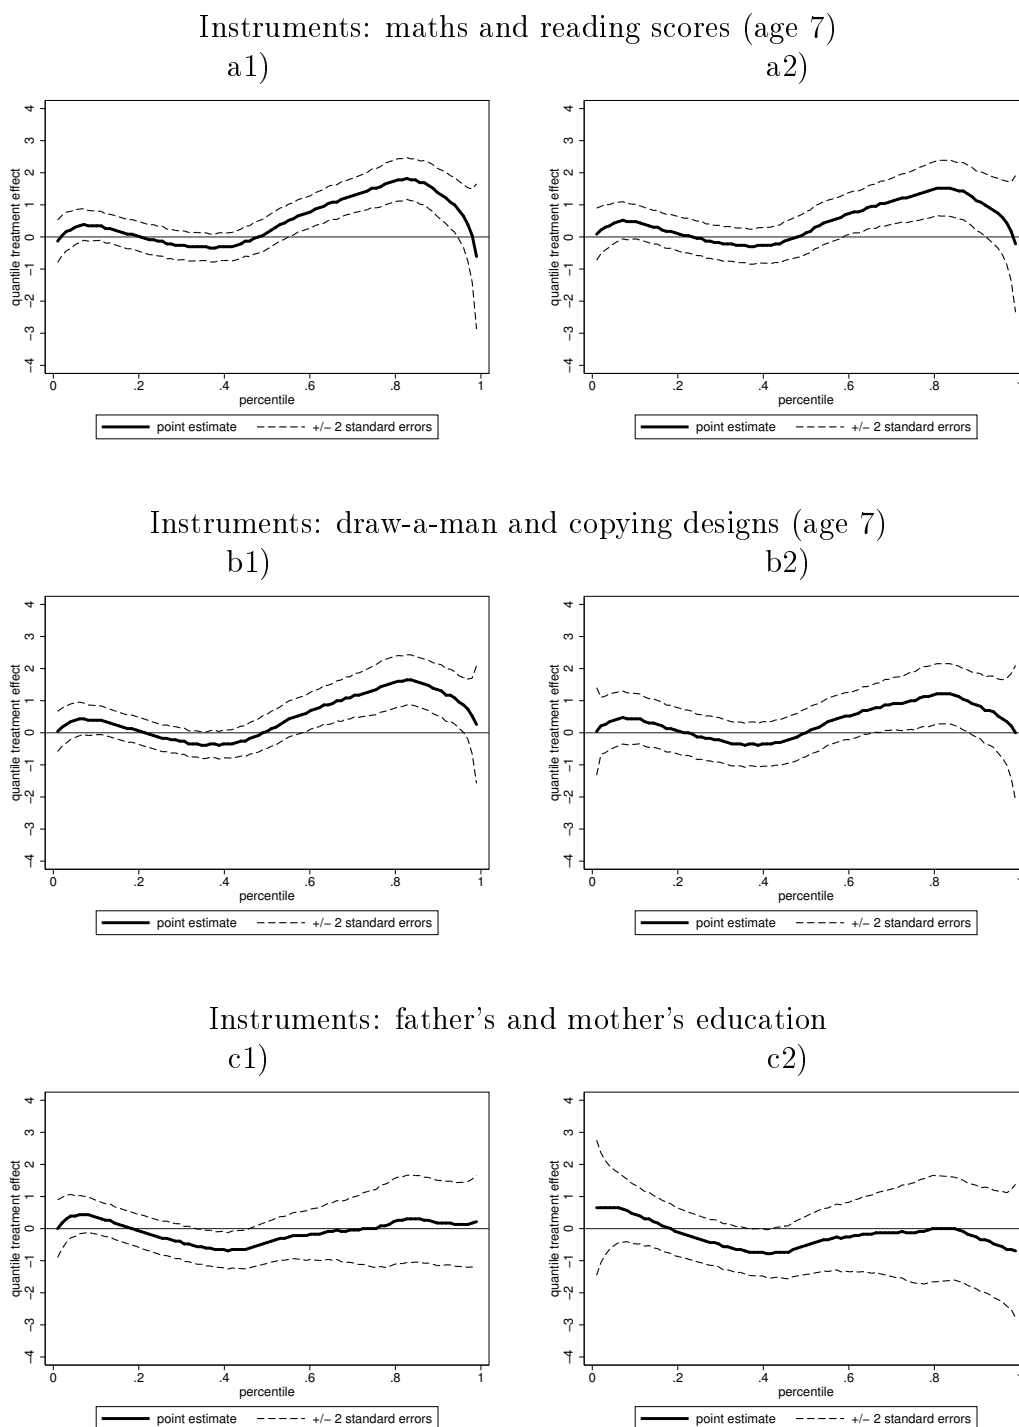 Instruments: maths and reading scores (age 7)
a1) a2)
quantile treatment effect
−4 −3 −2 −1 0 1 2 3 4
0 .2 .4 .6 .8 1
percentile
point estimate +/− 2 standard errors
quantile treatment effect
−4 −3 −2 −1 0 1 2 3 4
0 .2 .4 .6 .8
percentile
point estimate +/− 2 standard errors
Instruments: draw-a-man and copying designs (age 7)
b1) b2)
quantile treatment effect
−4 −3 −2 −1 0 1 2 3 4
0 .2 .4 .6 .8 1
percentile
point estimate +/− 2 standard errors
quantile treatment effect
−4 −3 −2 −1 0 1 2 3 4
0 .2 .4 .6 .8
percentile
point estimate +/− 2 standard errors
Instruments: father's and mother's education
c1) c2)
quantile treatment effect
−4 −3 −2 −1 0 1 2 3 4
0 .2 .4 .6 .8 1
percentile
point estimate +/− 2 standard errors
quantile treatment effect
−4 −3 −2 −1 0 1 2 3 4
0 .2 .4 .6 .8
percentile
point estimate +/− 2 standard errors